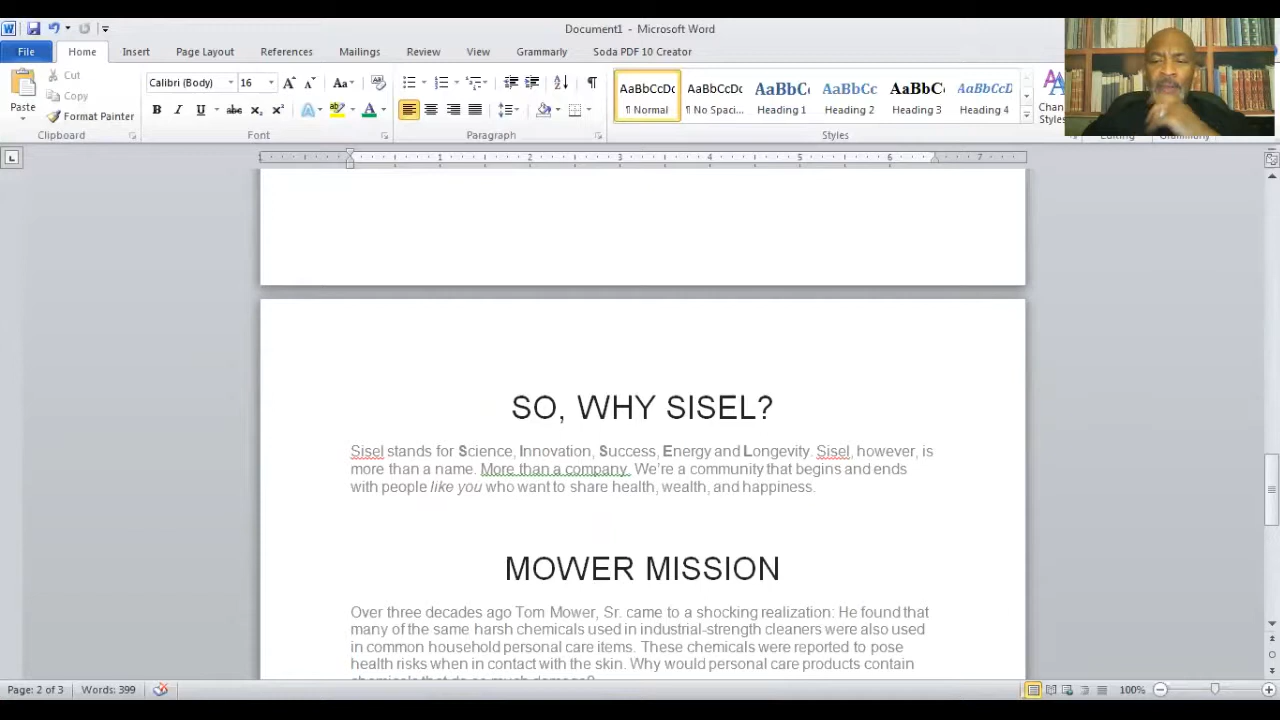 Document1 - Microsoft Word
File Home Insert Page Layout References Mailings Review View Grammarly Soda PDF 10 Creator
Paste
Cut
Copy
Format Painter
Clipboard
Calibri (Body) 16
Font
Paragraph
AaBbCcDc AaBbCcDc AaBbC AaBbCc AaBbCc AaBbCcD
¶ Normal ¶ No Spaci... Heading 1 Heading 2 Heading 3 Heading 4
Styles
Styles
SO, WHY SISEL?
Sisel stands for Science, Innovation, Success, Energy and Longevity. Sisel, however, is
more than a name. More than a company. We're a community that begins and ends
with people like you who want to share health, wealth, and happiness.
MOWER MISSION
Over three decades ago Tom Mower, Sr. came to a shocking realization: He found that
many of the same harsh chemicals used in industrial-strength cleaners were also used
in common household personal care items. These chemicals were reported to pose
health risks when in contact with the skin. Why would personal care products contain
Page: 2 of 3 Words: 399 100%